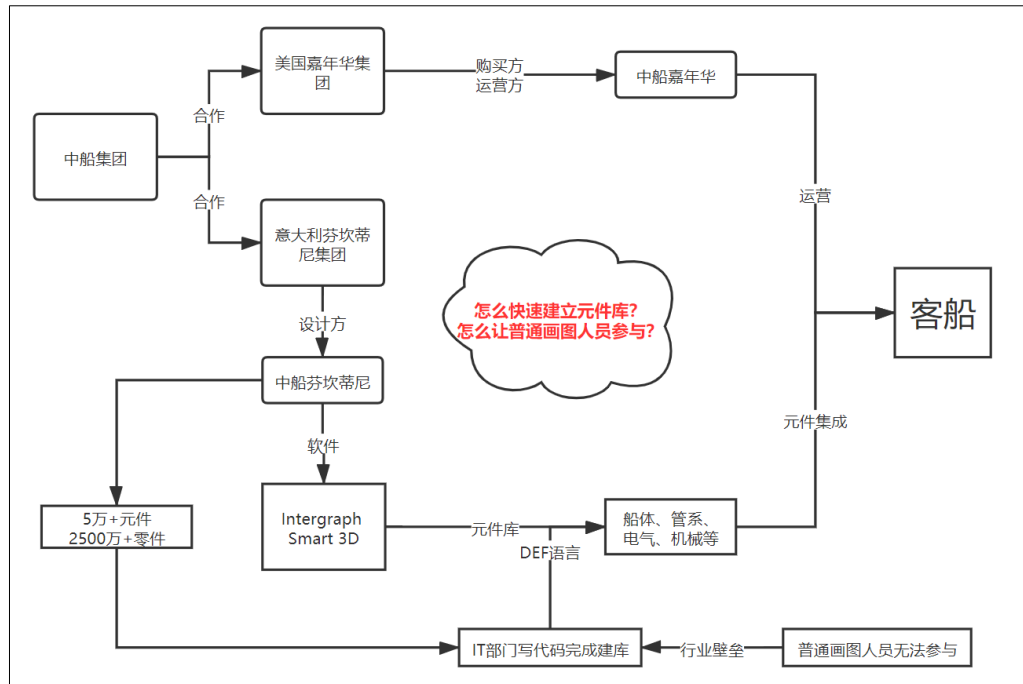 美国嘉年华集
团
购买方
运营方
中船嘉年华
合作
中船集团
合作
运营
意大利芬坎蒂
尼集团
怎么快速建立元件库？
怎么让普通画图人员参与？
客船
设计方
中船芬坎蒂尼
软件
元件集成
5万+元件
2500万+零件
Intergraph
Smart 3D
元件库
DEF语言
船体、管系、
电气、机械等
IT部门写代码完成建库
行业壁垒
普通画图人员无法参与